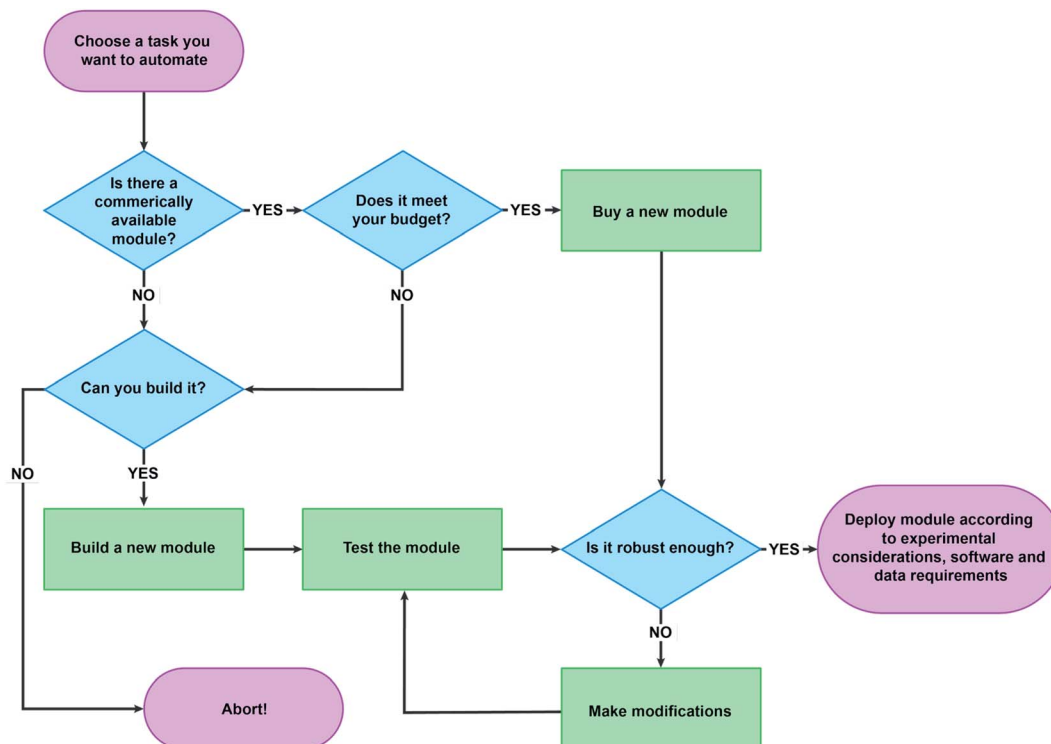 Choose a task you
want to automate
Is there a
commerically
available
module?
YES
Does it meet
your budget?
YES
Buy a new module
NO
NO
Can you build it?
NO
YES
Build a new module
Test the module
Is it robust enough?
YES
Deploy module according
to experimental
considerations, software and
data requirements
NO
Abort!
Make modifications